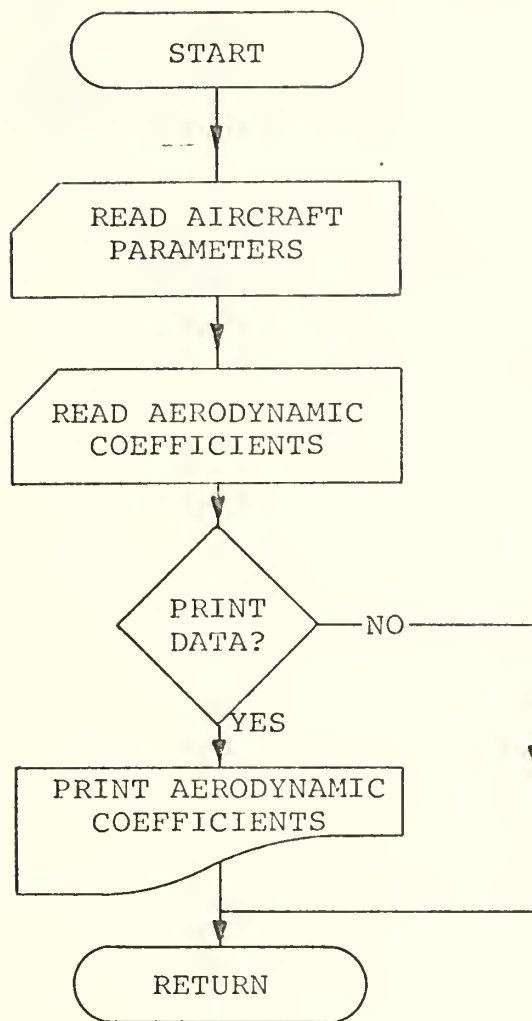 START
READ AIRCRAFT
PARAMETERS
READ AERODYNAMIC
COEFFICIENTS
PRINT
DATA?
NO
YES
PRINT AERODYNAMIC
COEFFICIENTS
RETURN